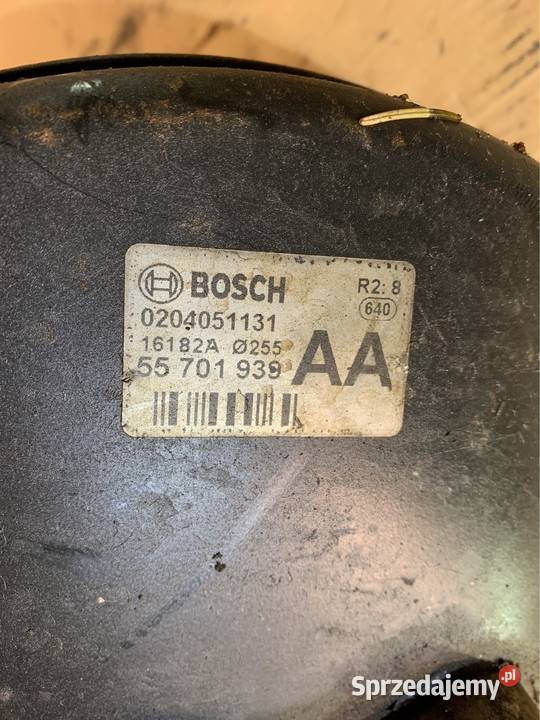 BOSCH
R2: 8
640
0204051131
16182A Ø255
55 701 939
AA
Sprzedajemy.pl